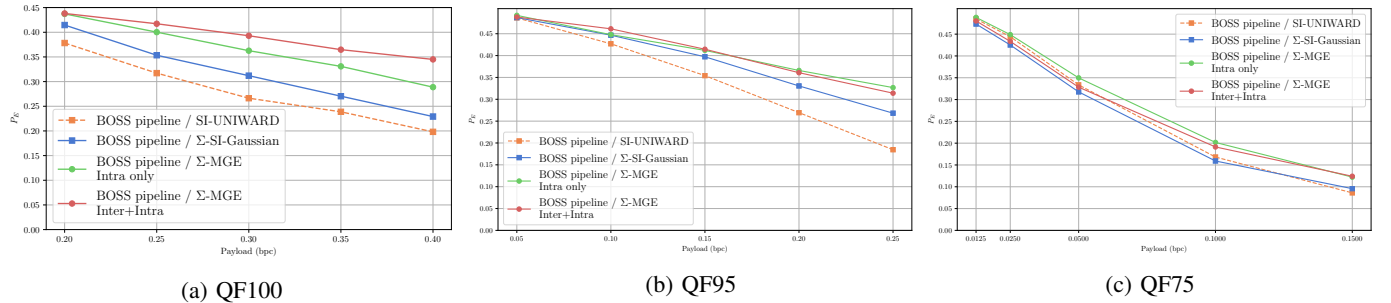 0.45
0.40
0.35
0.30
0.25
0.20
0.15
0.10
0.05
0.00
P_E
BOSS pipeline / SI-UNIWARD
BOSS pipeline / Σ-SI-Gaussian
BOSS pipeline / Σ-MGE
Intra only
BOSS pipeline / Σ-MGE
Inter+Intra
0.20 0.25 0.30 0.35 0.40
Payload (bpc)
(a) QF100
0.45
0.40
0.35
0.30
0.25
0.20
0.15
0.10
0.05
0.00
P_E
BOSS pipeline / SI-UNIWARD
BOSS pipeline / Σ-SI-Gaussian
BOSS pipeline / Σ-MGE
Intra only
BOSS pipeline / Σ-MGE
Inter+Intra
0.05 0.10 0.15 0.20 0.25
Payload (bpc)
(b) QF95
0.45
0.40
0.35
0.30
0.25
0.20
0.15
0.10
0.05
0.00
P_E
BOSS pipeline / SI-UNIWARD
BOSS pipeline / Σ-SI-Gaussian
BOSS pipeline / Σ-MGE
Intra only
BOSS pipeline / Σ-MGE
Inter+Intra
0.0125 0.0250 0.0500 0.1000 0.1500
Payload (bpc)
(c) QF75